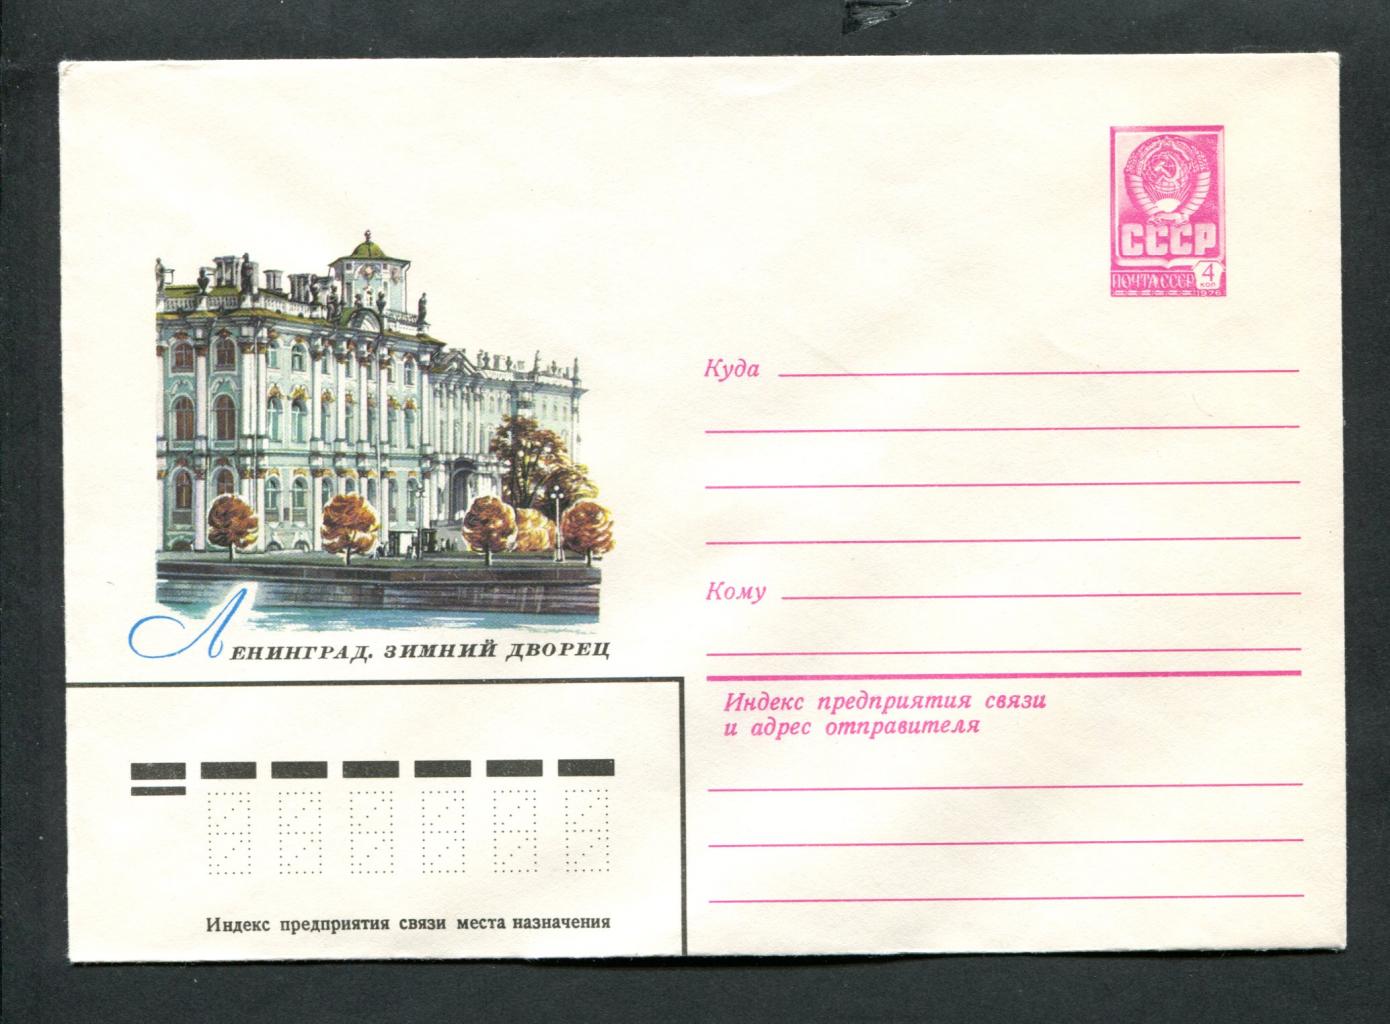 СССР
ПОЧТА СССР
4
КОП
1976
Куда
Кому
ЛЕНИНГРАД. ЗИМНИЙ ДВОРЕЦ
Индекс предприятия связи
и адрес отправителя
Индекс предприятия связи места назначения